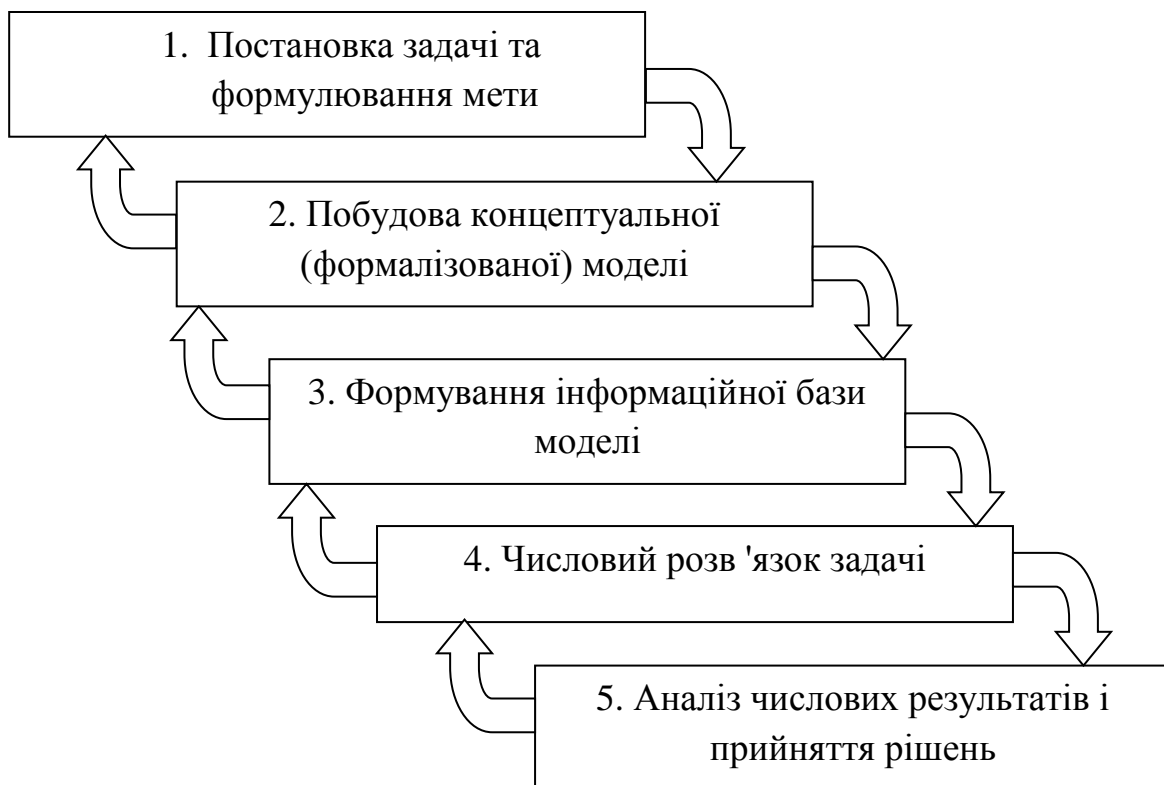 1. Постановка задачі та
формулювання мети
2. Побудова концептуальної
(формалізованої) моделі
3. Формування інформаційної бази
моделі
4. Числовий розв 'язок задачі
5. Аналіз числових результатів і
прийняття рішень